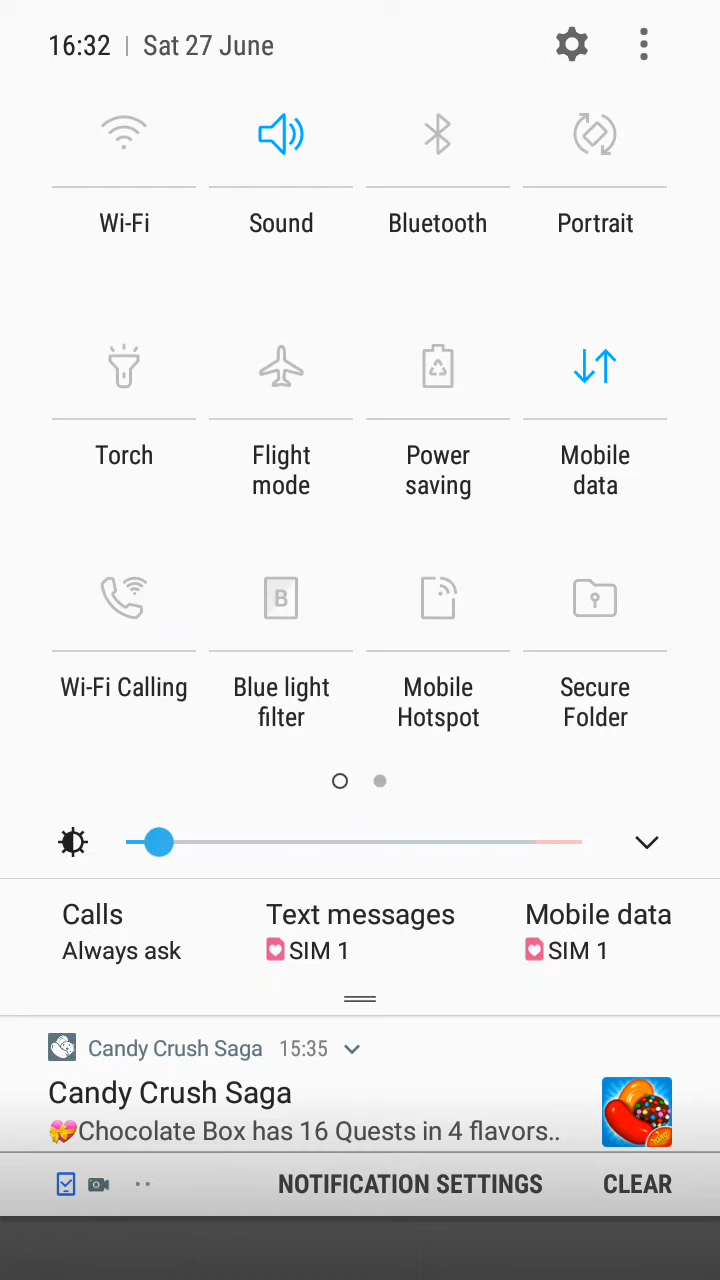 16:32 | Sat 27 June
Wi-Fi Sound Bluetooth Portrait
Torch Flight mode Power saving Mobile data
Wi-Fi Calling Blue light filter Mobile Hotspot Secure Folder
Calls Text messages Mobile data
Always ask SIM 1 SIM 1
Candy Crush Saga 15:35
Candy Crush Saga
💝Chocolate Box has 16 Quests in 4 flavors..
NOTIFICATION SETTINGS CLEAR